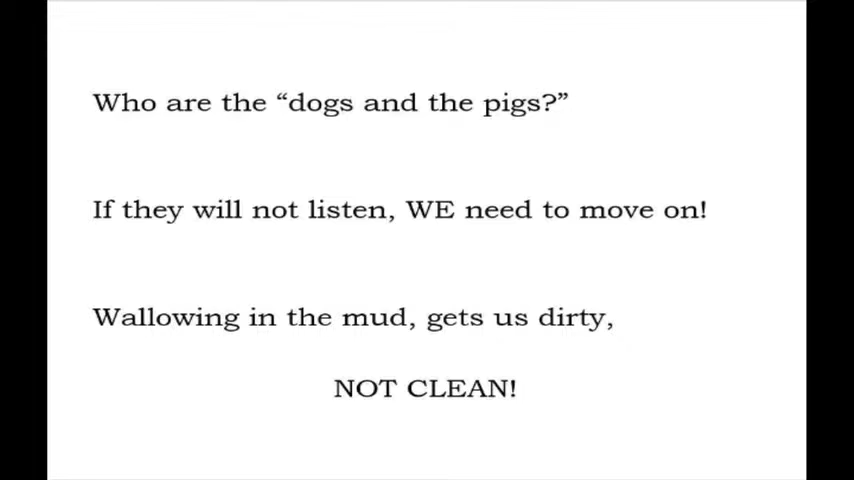 Who are the “dogs and the pigs?”
If they will not listen, WE need to move on!
Wallowing in the mud, gets us dirty,
NOT CLEAN!